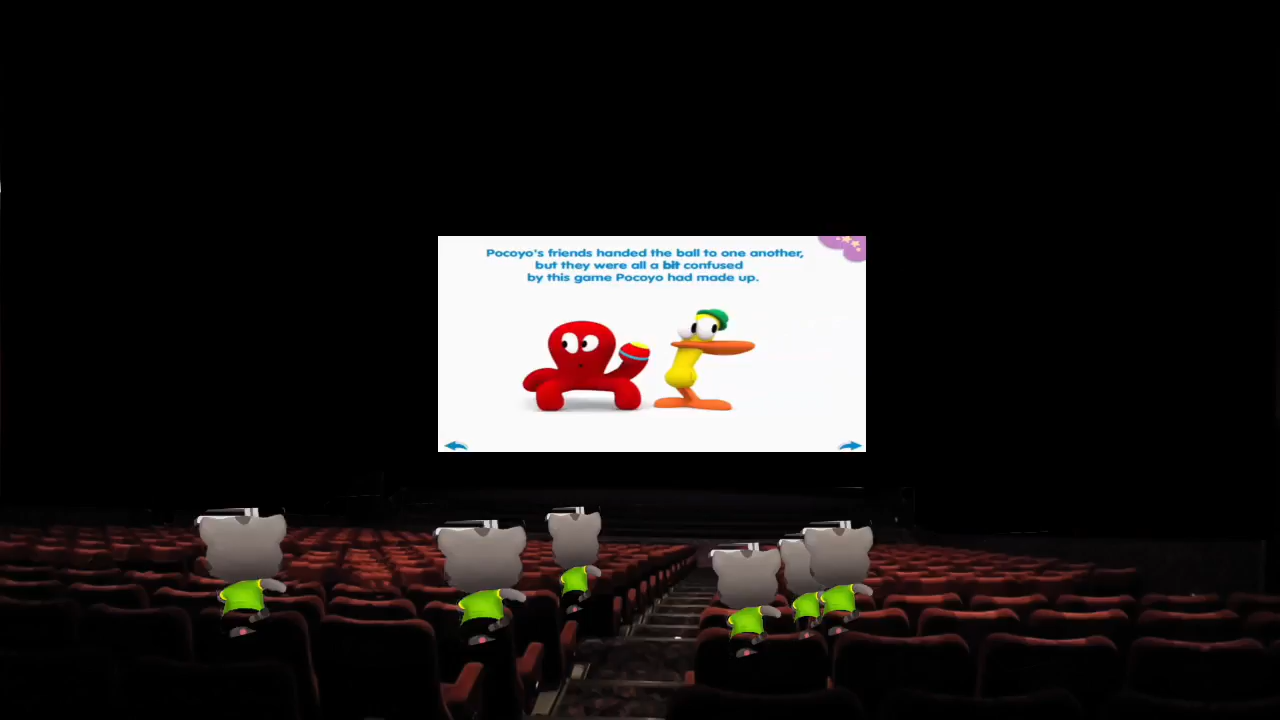 Pocoyo's friends handed the ball to one another,
but they were all a bit confused
by this game Pocoyo had made up.